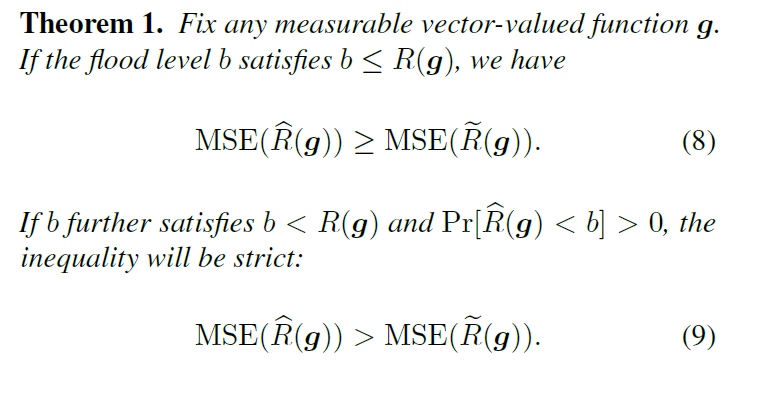 Theorem 1. Fix any measurable vector-valued function g.
If the flood level b satisfies b ≤ R(g), we have
MSE(R̂(g)) ≥ MSE(R̃(g)). (8)
If b further satisfies b < R(g) and Pr[R̂(g) < b] > 0, the
inequality will be strict:
MSE(R̂(g)) > MSE(R̃(g)). (9)